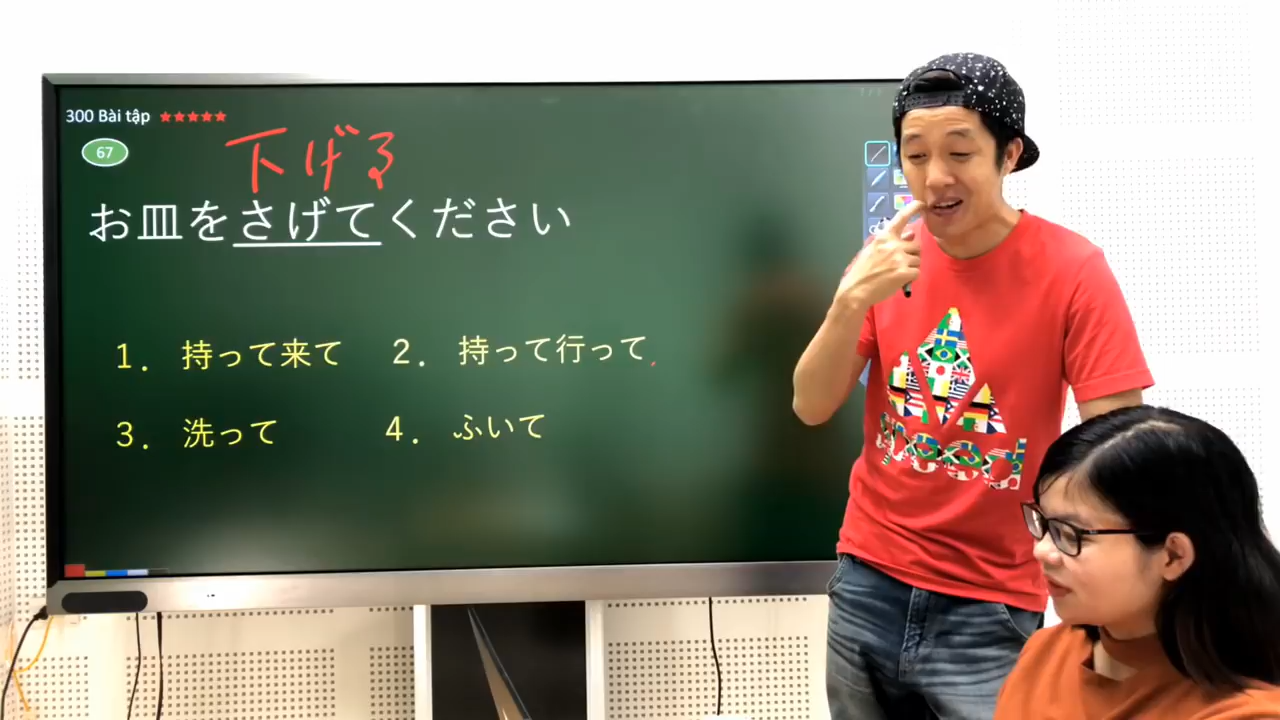 300 Bài tập ★★★★★
67
下げる
お皿をさげてください
1. 持って来て 2. 持って行って
3. 洗って 4. ふいて
speed